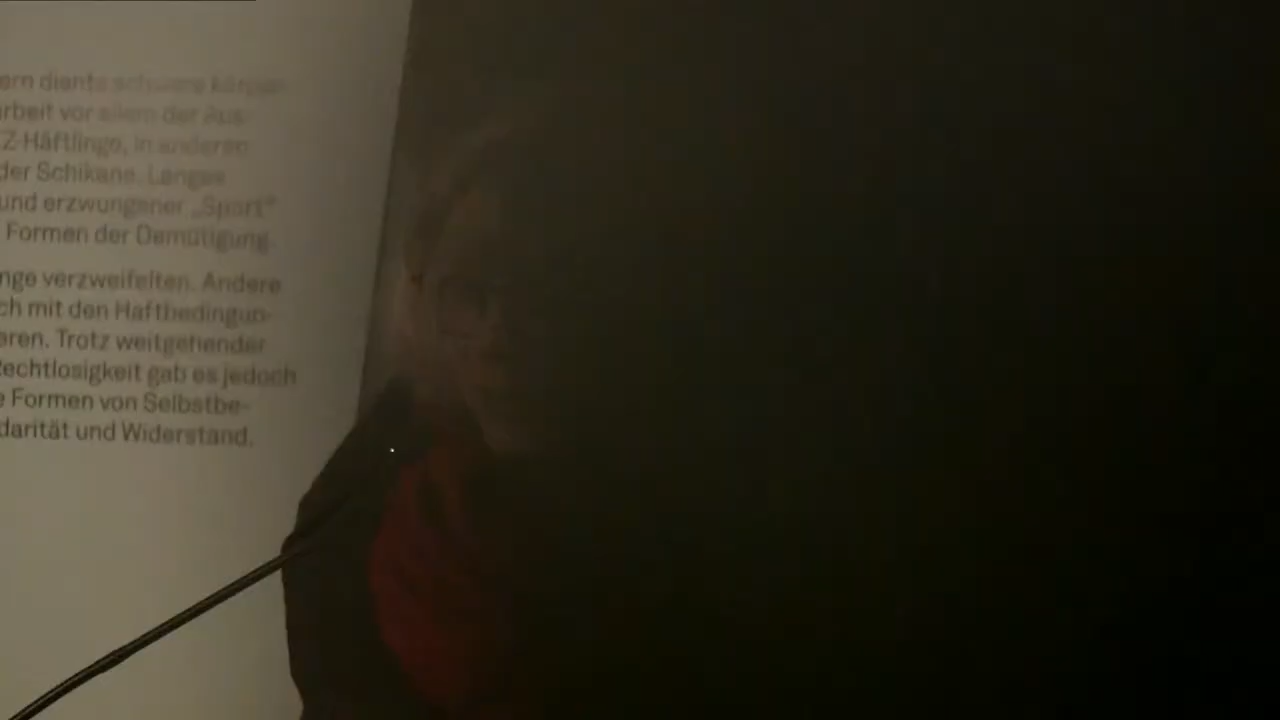 ern diente schwere körper-
rbeit vor allem der Aus-
Z-Häftlinge, in anderen
der Schikane. Langes
und erzwungener „Sport“
Formen der Demütigung.
nge verzweifelten. Andere
ch mit den Haftbedingun-
eren. Trotz weitgehender
Rechtlosigkeit gab es jedoch
e Formen von Selbstbe-
darität und Widerstand.